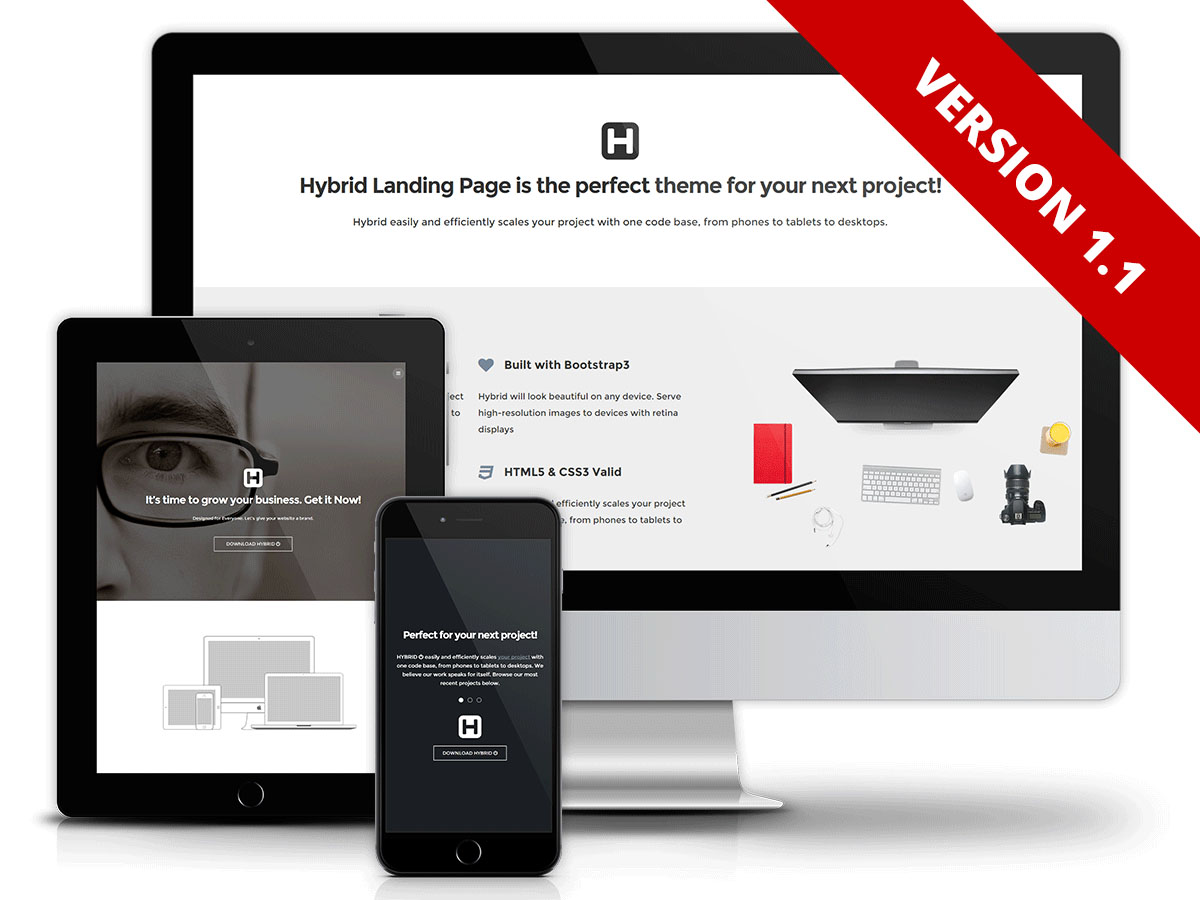 VERSION 1.1
H
Hybrid Landing Page is the perfect theme for your next project!
Hybrid easily and efficiently scales your project with one code base, from phones to tablets to desktops.
Built with Bootstrap3
Hybrid will look beautiful on any device. Serve
high-resolution images to devices with retina
displays
to
HTML5 & CSS3 Valid
efficiently scales your project
, from phones to tablets to
H
It's time to grow your business. Get it Now!
Designed for Everyone. Let's give your website a brand.
DOWNLOAD HYBRID
Perfect for your next project!
HYBRID easily and efficiently scales your project with
one code base, from phones to tablets to desktops. We
believe our work speaks for itself. Browse our most
recent projects below.
H
DOWNLOAD HYBRID